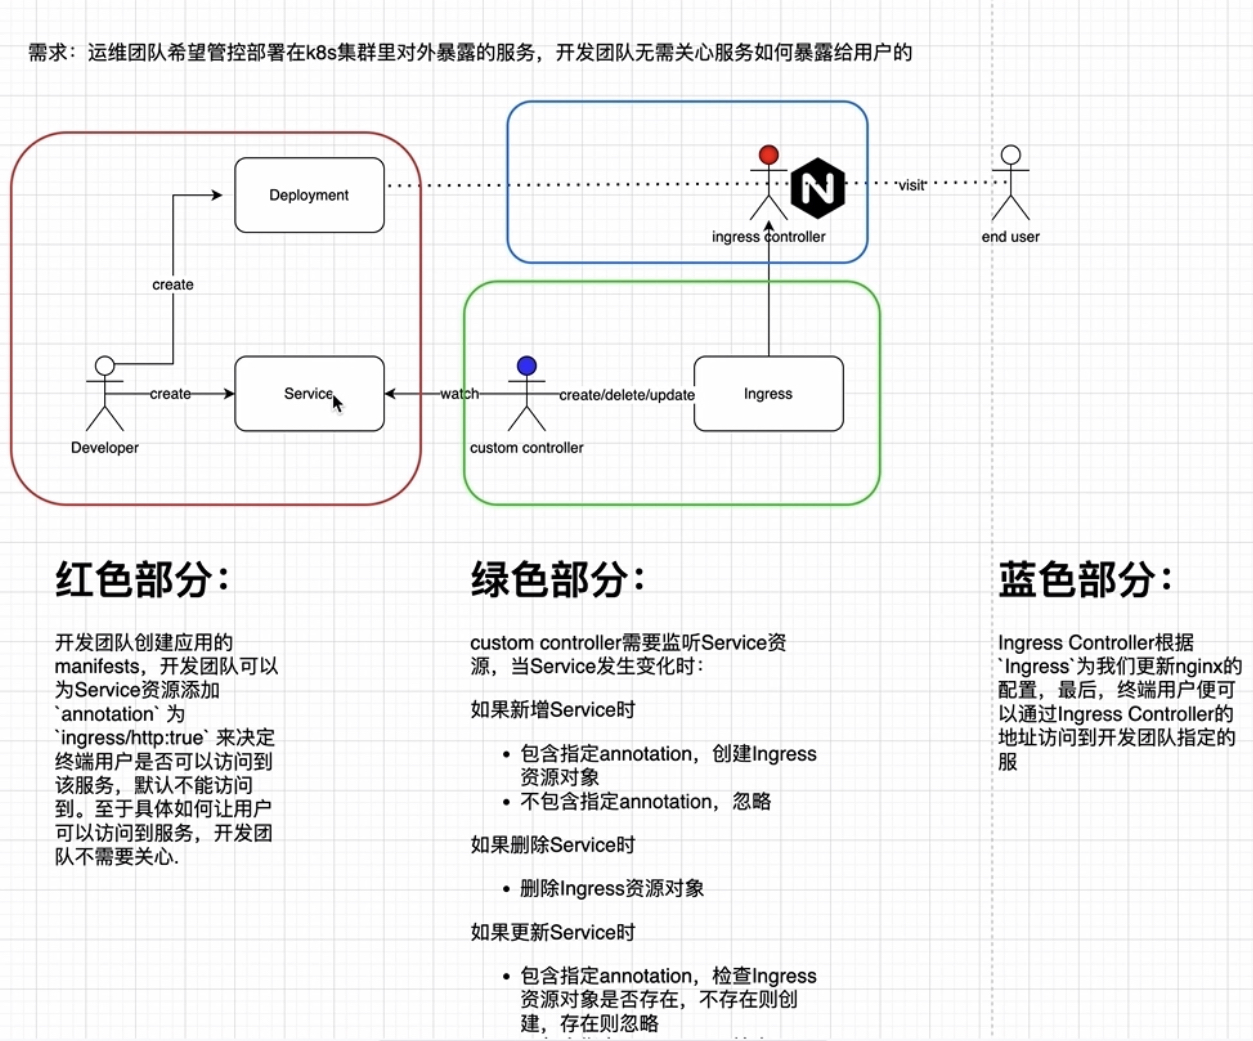 需求：运维团队希望管控部署在k8s集群里对外暴露的服务，开发团队无需关心服务如何暴露给用户的
Deployment
visit
ingress controller
end user
create
create
Service
watch
create/delete/update
Ingress
Developer
custom controller
红色部分：
开发团队创建应用的
manifests，开发团队可以
为Service资源添加
`annotation` 为
`ingress/http:true` 来决定
终端用户是否可以访问到
该服务，默认不能访问
到。至于具体如何让用户
可以访问到服务，开发团
队不需要关心.
绿色部分：
custom controller需要监听Service资
源，当Service发生变化时：
如果新增Service时
• 包含指定annotation，创建Ingress
资源对象
• 不包含指定annotation，忽略
如果删除Service时
• 删除Ingress资源对象
如果更新Service时
• 包含指定annotation，检查Ingress
资源对象是否存在，不存在则创
建，存在则忽略
蓝色部分：
Ingress Controller根据
`Ingress`为我们更新nginx的
配置，最后，终端用户便可
以通过Ingress Controller的
地址访问到开发团队指定的
服